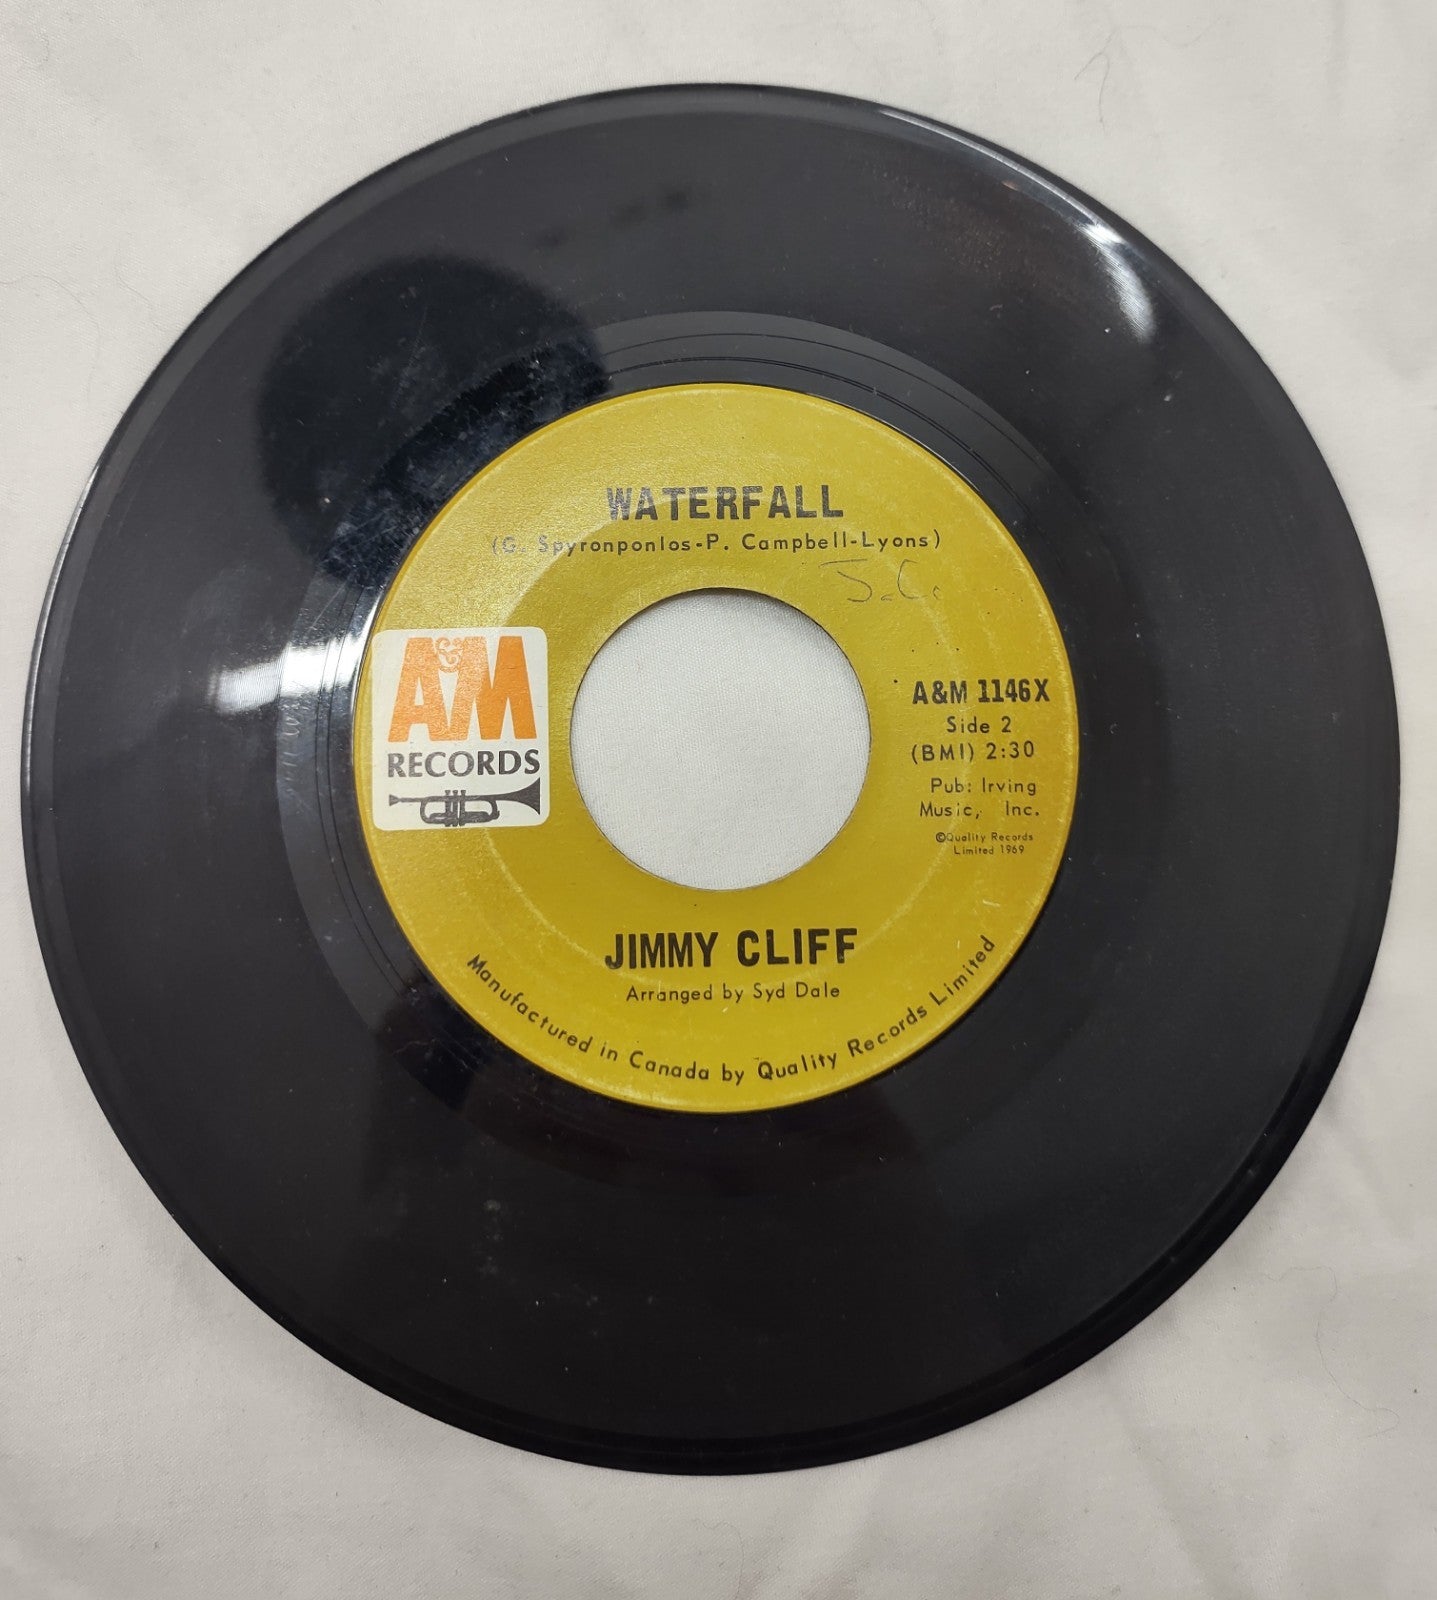 WATERFALL
(G. Spyronponlos-P. Campbell-Lyons)
J.C.
A&M
RECORDS
A&M 1146X
Side 2
(BMI) 2:30
Pub: Irving
Music, Inc.
©Quality Records
Limited 1969
JIMMY CLIFF
Arranged by Syd Dale
Manufactured in Canada by Quality Records Limited